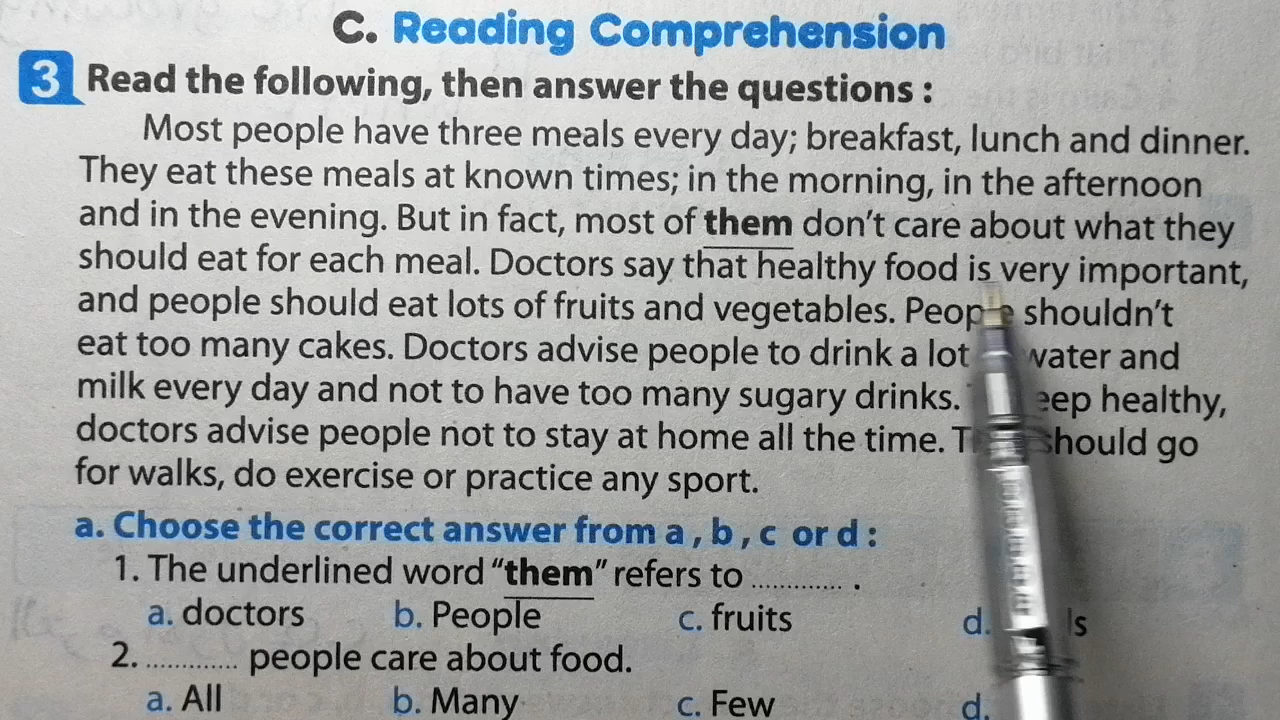 C. Reading Comprehension
3 Read the following, then answer the questions :
Most people have three meals every day; breakfast, lunch and dinner.
They eat these meals at known times; in the morning, in the afternoon
and in the evening. But in fact, most of them don't care about what they
should eat for each meal. Doctors say that healthy food is very important,
and people should eat lots of fruits and vegetables. People shouldn't
eat too many cakes. Doctors advise people to drink a lot water and
milk every day and not to have too many sugary drinks. healthy,
doctors advise people not to stay at home all the time. should go
for walks, do exercise or practice any sport.
a. Choose the correct answer from a , b , c or d :
1. The underlined word "them" refers to ............. .
a. doctors b. People c. fruits d.
2. ............. people care about food.
a. All b. Many c. Few d.